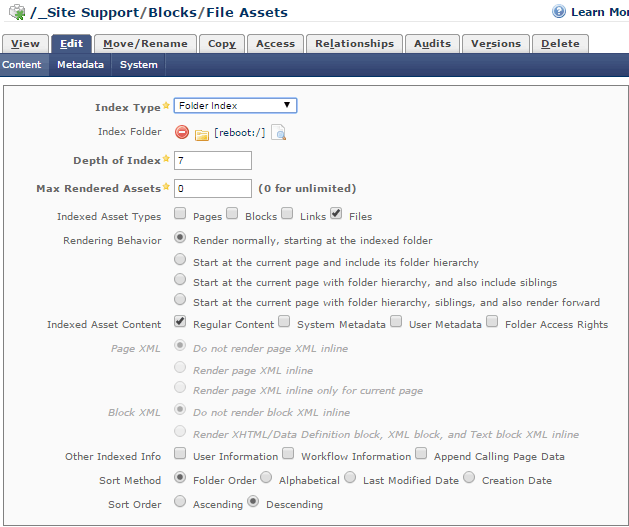 /_Site Support/Blocks/File Assets
Learn Mo
View Edit Move/Rename Copy Access Relationships Audits Versions Delete
Content Metadata System
Index Type Folder Index
Index Folder [reboot:/]
Depth of Index 7
Max Rendered Assets 0 (0 for unlimited)
Indexed Asset Types Pages Blocks Links Files
Rendering Behavior Render normally, starting at the indexed folder
Start at the current page and include its folder hierarchy
Start at the current page with folder hierarchy, and also include siblings
Start at the current page with folder hierarchy, siblings, and also render forward
Indexed Asset Content Regular Content System Metadata User Metadata Folder Access Rights
Page XML Do not render page XML inline
Render page XML inline
Render page XML inline only for current page
Block XML Do not render block XML inline
Render XHTML/Data Definition block, XML block, and Text block XML inline
Other Indexed Info User Information Workflow Information Append Calling Page Data
Sort Method Folder Order Alphabetical Last Modified Date Creation Date
Sort Order Ascending Descending